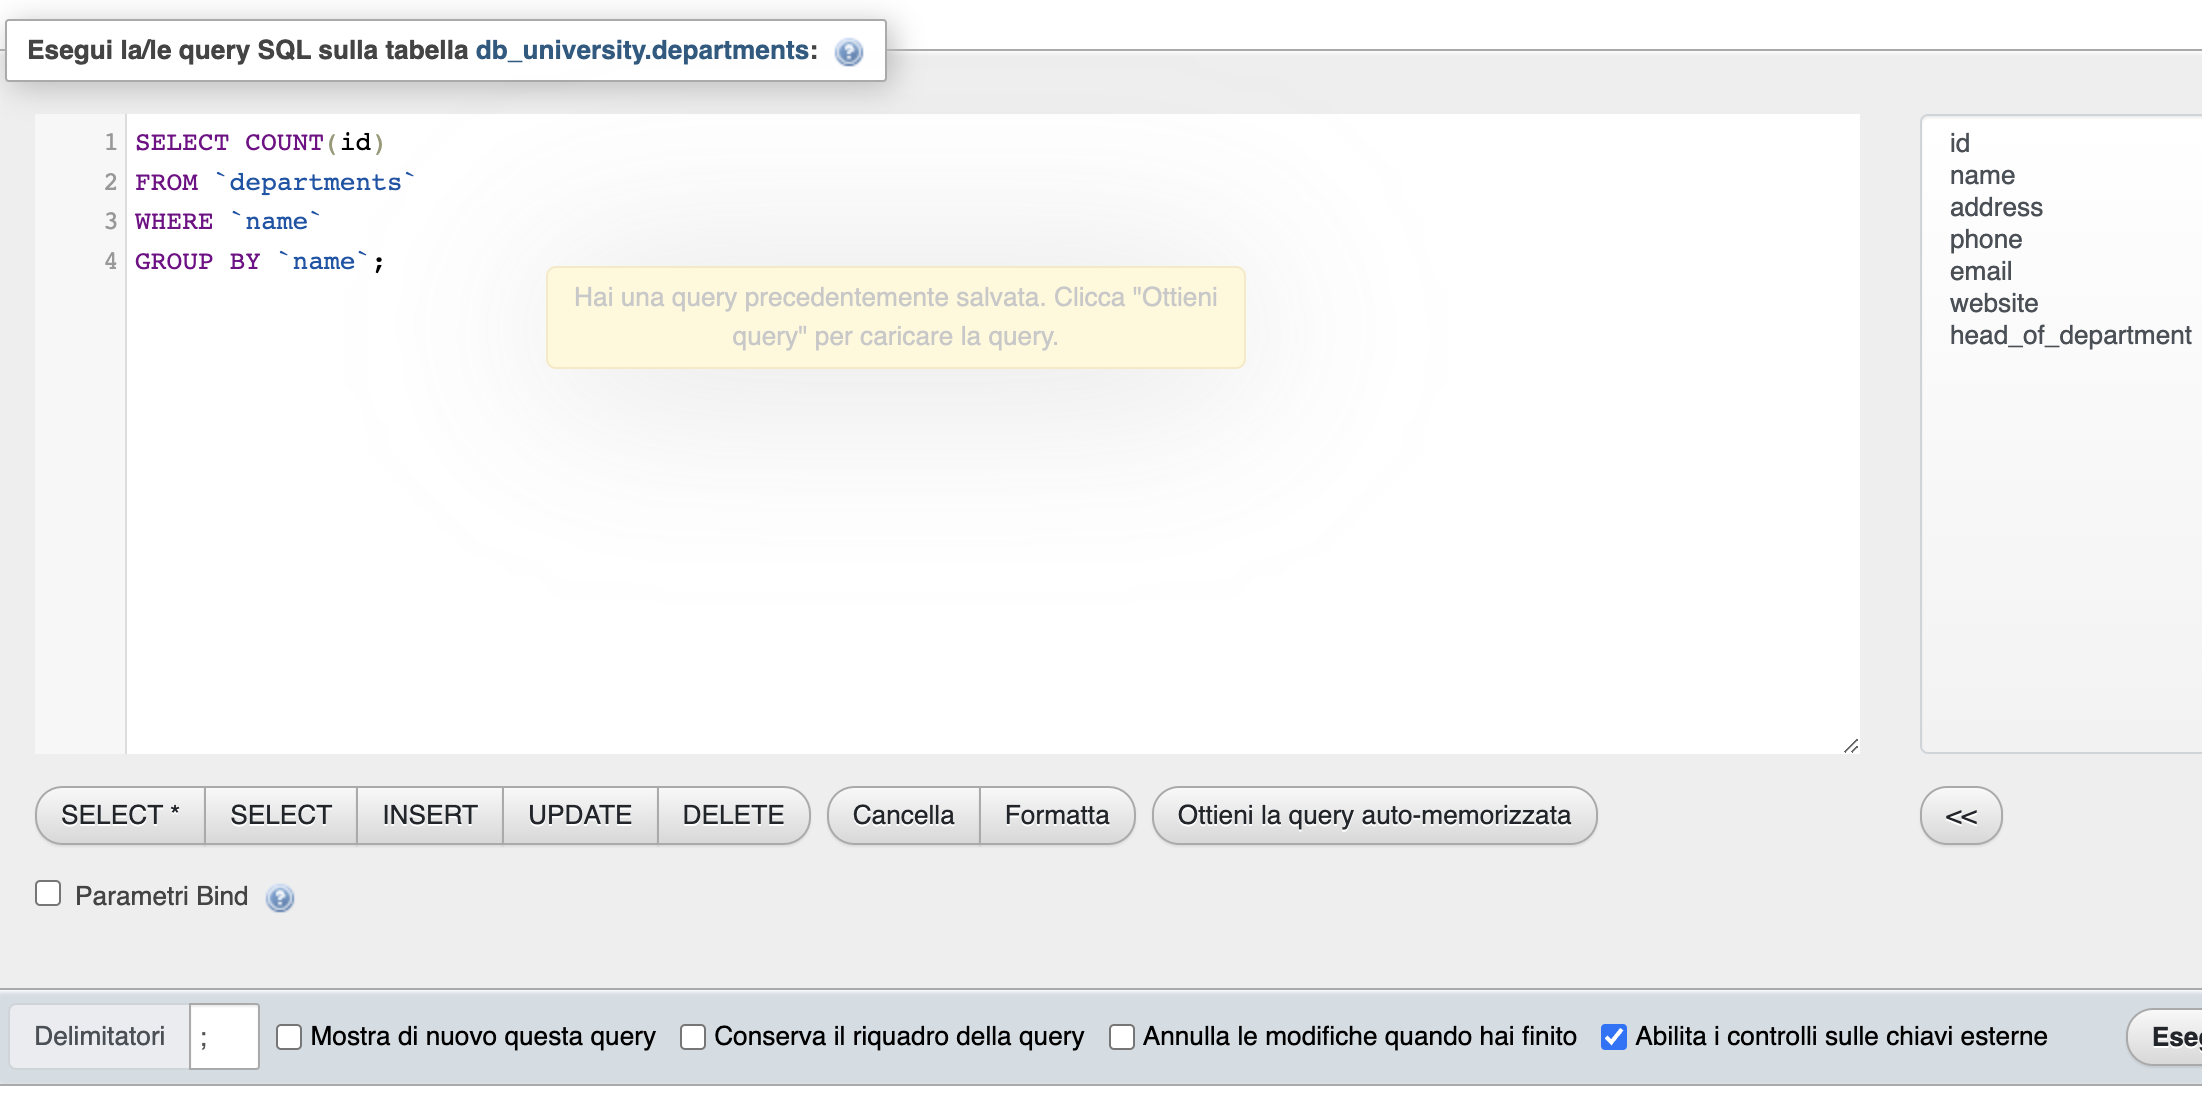 Esegui la/le query SQL sulla tabella db_university.departments:
1 SELECT COUNT(id)
2 FROM `departments`
3 WHERE `name`
4 GROUP BY `name`;
Hai una query precedentemente salvata. Clicca "Ottieni
query" per caricare la query.
id
name
address
phone
email
website
head_of_department
SELECT * SELECT INSERT UPDATE DELETE Cancella Formatta Ottieni la query auto-memorizzata <<
Parametri Bind
Delimitatori ; Mostra di nuovo questa query Conserva il riquadro della query Annulla le modifiche quando hai finito Abilita i controlli sulle chiavi esterne